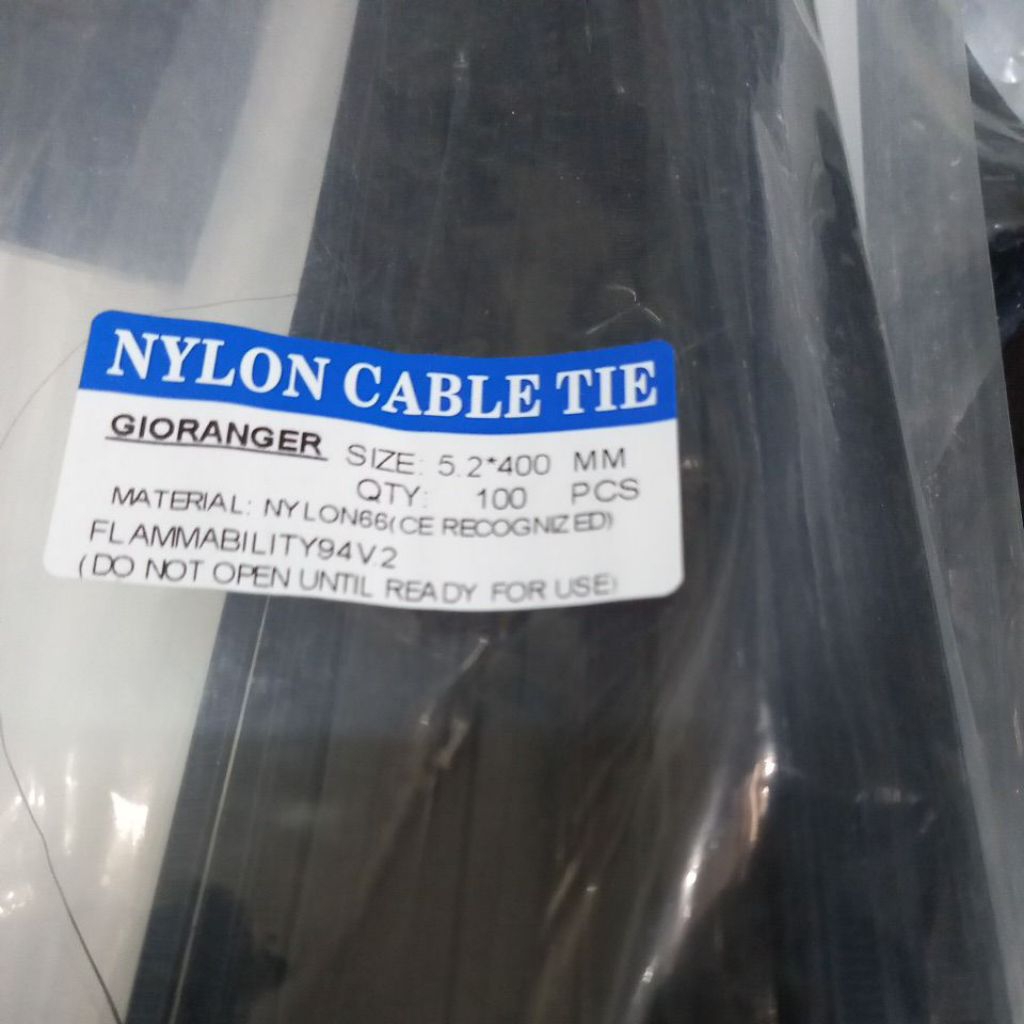 NYLON CABLE TIE
GIORANGER SIZE: 5.2*400 MM
QTY: 100 PCS
MATERIAL: NYLON66(CE RECOGNIZED)
FLAMMABILITY94V.2
(DO NOT OPEN UNTIL READY FOR USE)